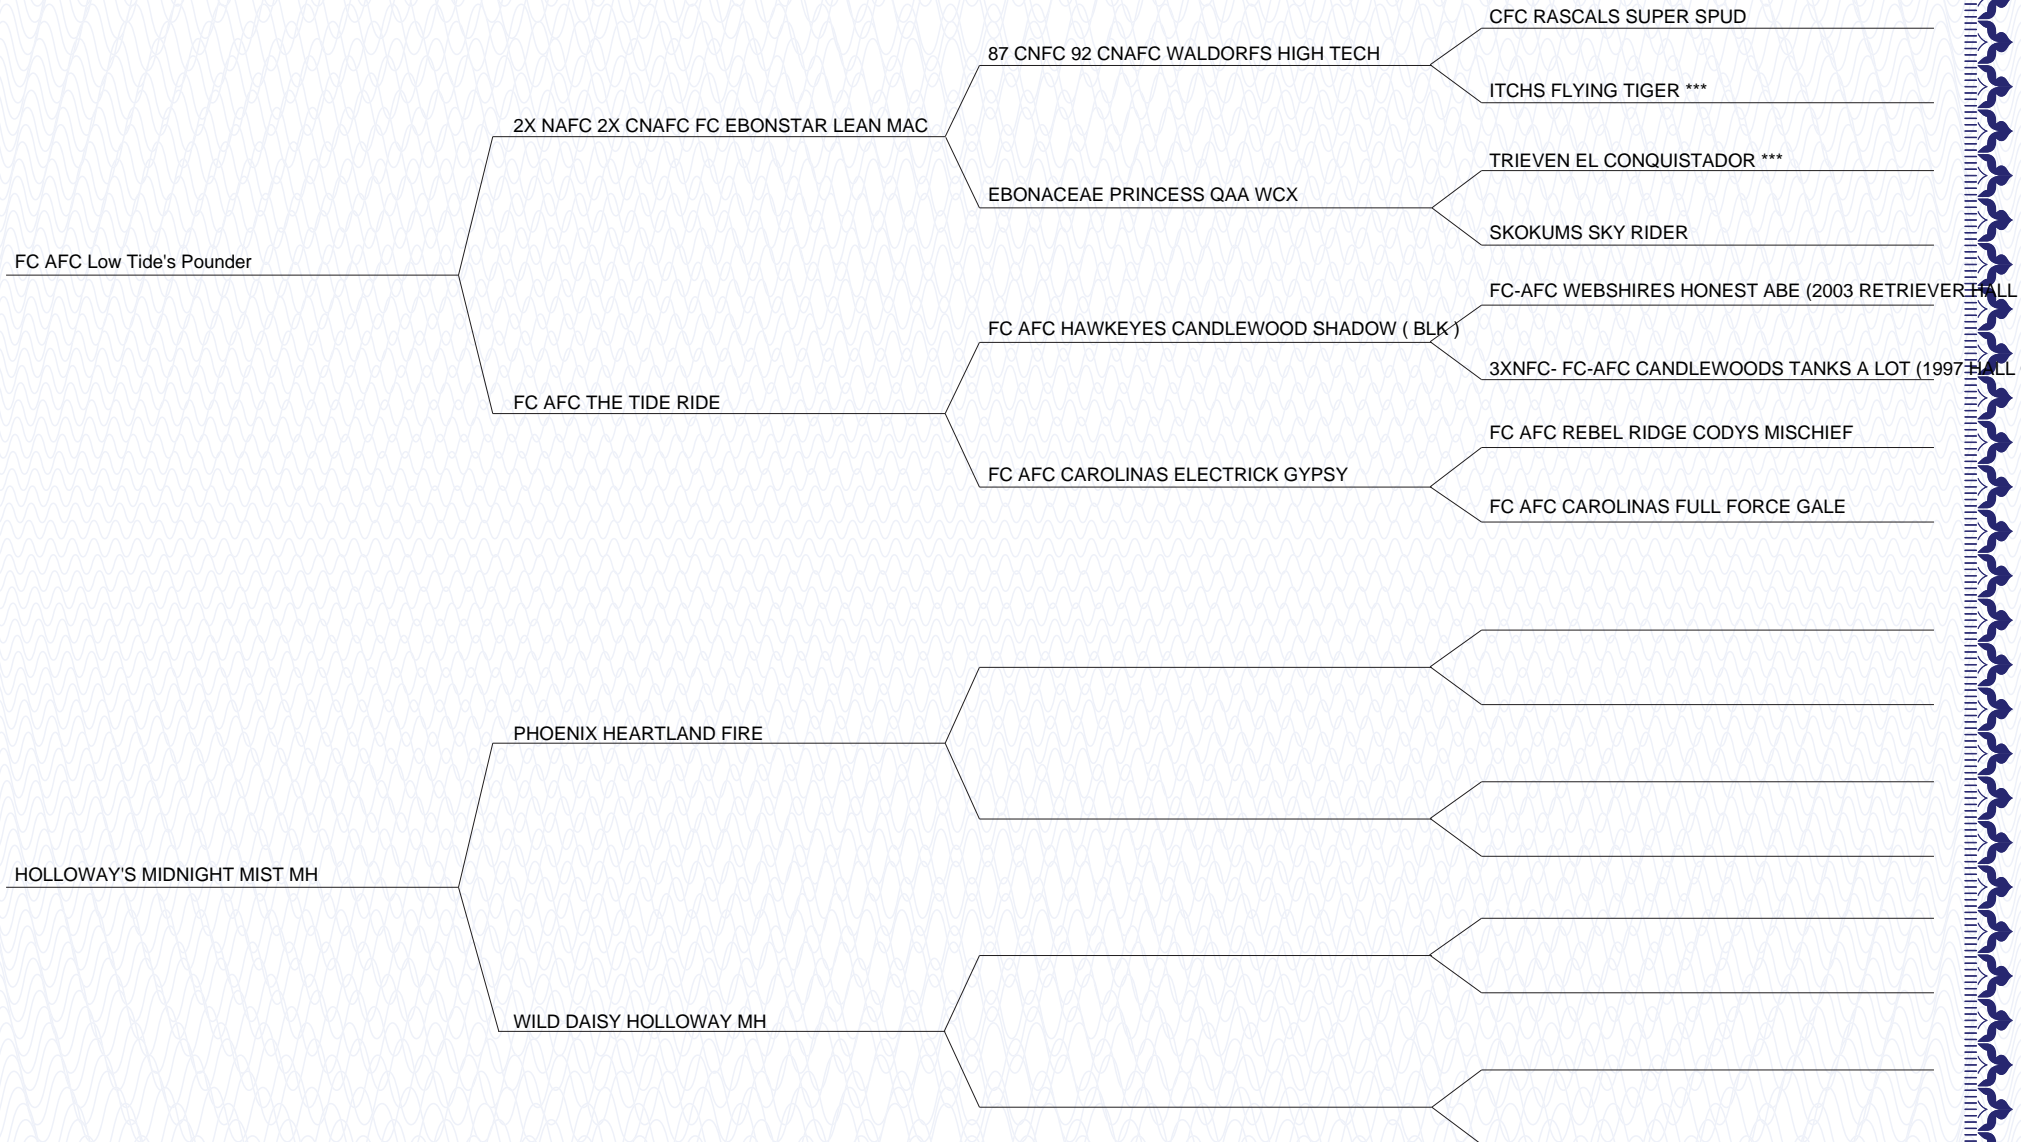 CFC RASCALS SUPER SPUD
87 CNFC 92 CNAFC WALDORFS HIGH TECH
ITCHS FLYING TIGER ***
2X NAFC 2X CNAFC FC EBONSTAR LEAN MAC
TRIEVEN EL CONQUISTADOR ***
EBONACEAE PRINCESS QAA WCX
SKOKUMS SKY RIDER
FC AFC Low Tide's Pounder
FC-AFC WEBSHIRES HONEST ABE (2003 RETRIEVER HALL
FC AFC HAWKEYES CANDLEWOOD SHADOW ( BLK )
3XNFC- FC-AFC CANDLEWOODS TANKS A LOT (1997 HALL
FC AFC THE TIDE RIDE
FC AFC REBEL RIDGE CODYS MISCHIEF
FC AFC CAROLINAS ELECTRICK GYPSY
FC AFC CAROLINAS FULL FORCE GALE
PHOENIX HEARTLAND FIRE
HOLLOWAY'S MIDNIGHT MIST MH
WILD DAISY HOLLOWAY MH